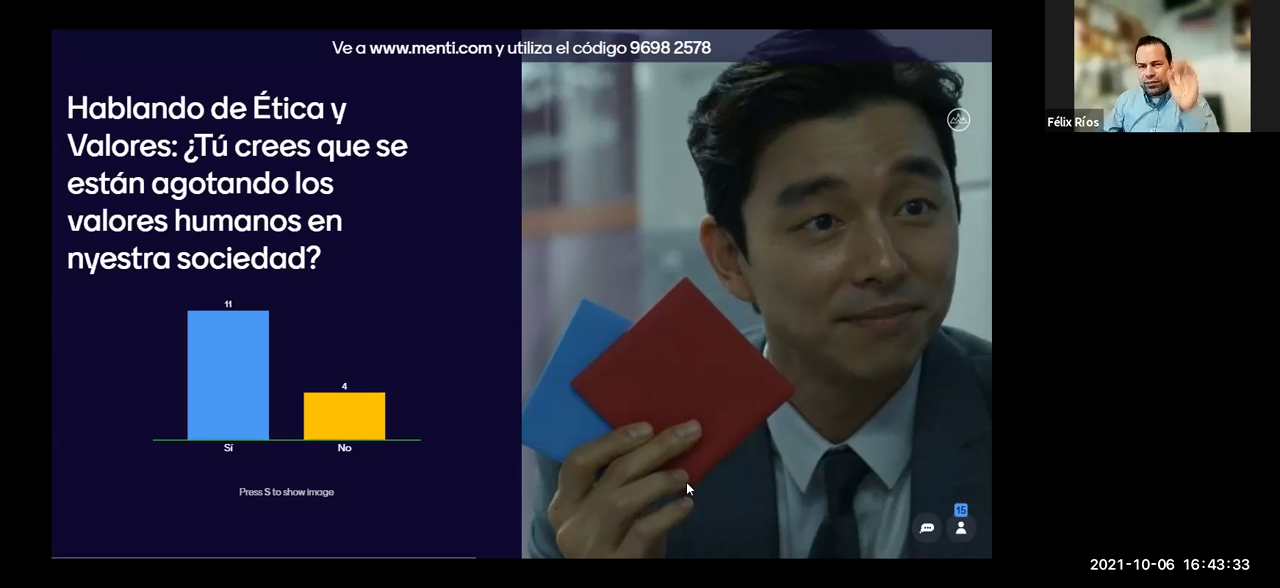 Ve a www.menti.com y utiliza el código 9698 2578
Hablando de Ética y
Valores: ¿Tú crees que se
están agotando los
valores humanos en
nyestra sociedad?
11
4
Sí
No
Press S to show image
15
Félix Ríos
2021-10-06 16:43:33